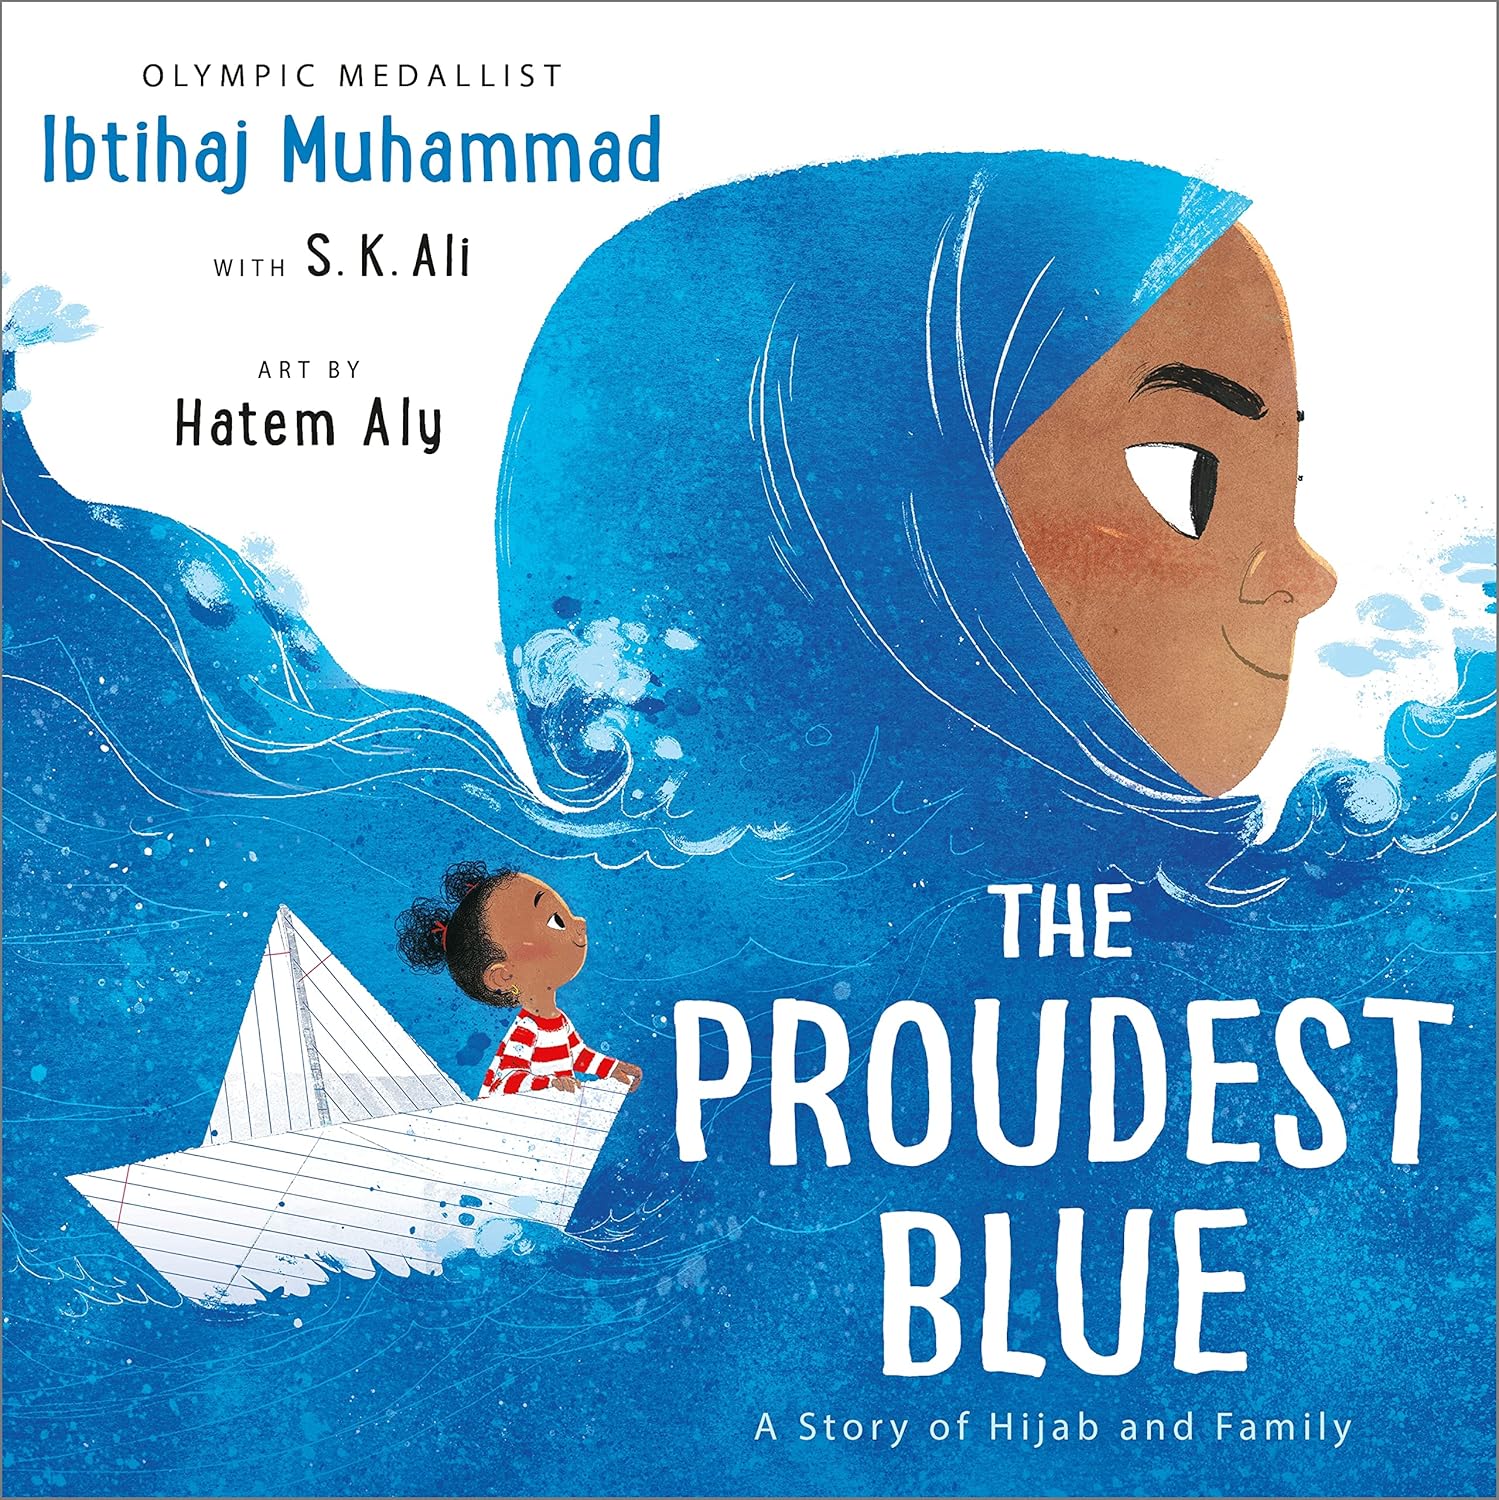 OLYMPIC MEDALLIST
Ibtihaj Muhammad
WITH S. K. Ali
ART BY
Hatem Aly
THE
PROUDEST
BLUE
A Story of Hijab and Family